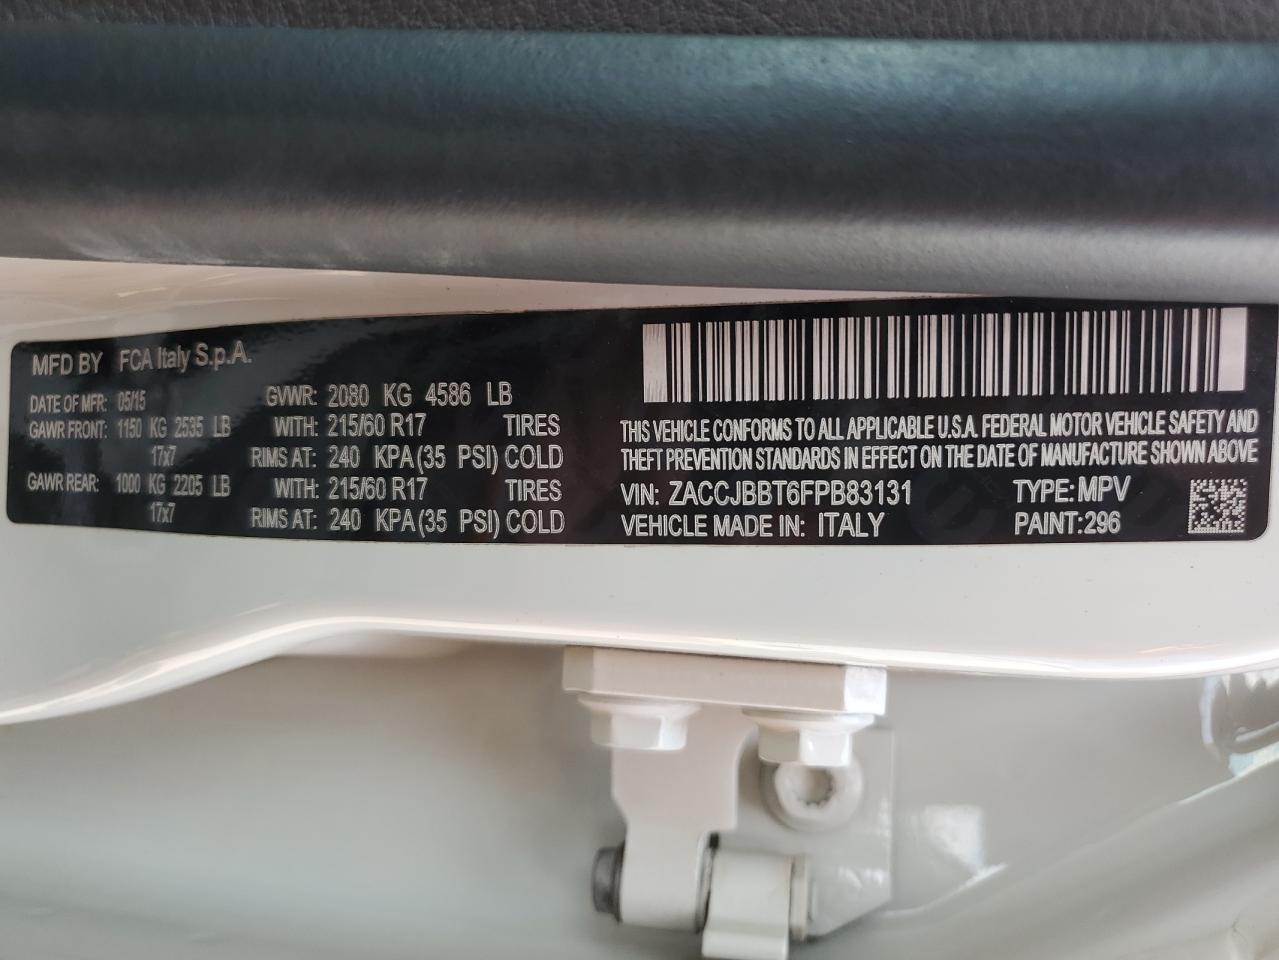 MFD BY FCA Italy S.p.A.
DATE OF MFR: 05/15 GVWR: 2080 KG 4586 LB
GAWR FRONT: 1150 KG 2535 LB WITH: 215/60 R17 TIRES
17x7 RIMS AT: 240 KPA(35 PSI) COLD
GAWR REAR: 1000 KG 2205 LB WITH: 215/60 R17 TIRES
17x7 RIMS AT: 240 KPA(35 PSI) COLD
THIS VEHICLE CONFORMS TO ALL APPLICABLE U.S.A. FEDERAL MOTOR VEHICLE SAFETY AND
THEFT PREVENTION STANDARDS IN EFFECT ON THE DATE OF MANUFACTURE SHOWN ABOVE
VIN: ZACCJBBT6FPB83131 TYPE:MPV
VEHICLE MADE IN: ITALY PAINT:296